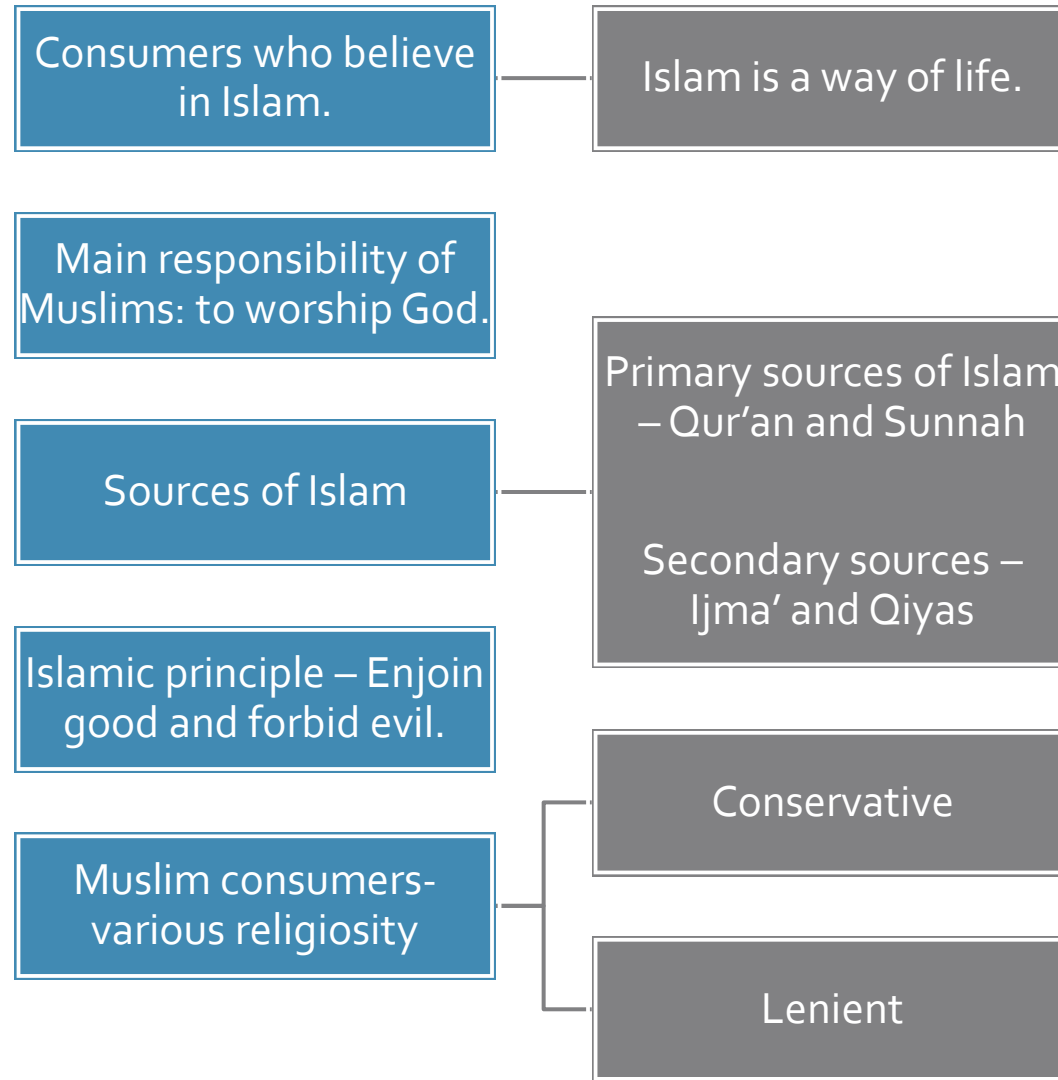 Consumers who believe
in Islam.
Islam is a way of life.
Main responsibility of
Muslims: to worship God.
Sources of Islam
Primary sources of Islam
– Qur’an and Sunnah
Secondary sources –
Ijma’ and Qiyas
Islamic principle – Enjoin
good and forbid evil.
Muslim consumers-
various religiosity
Conservative
Lenient